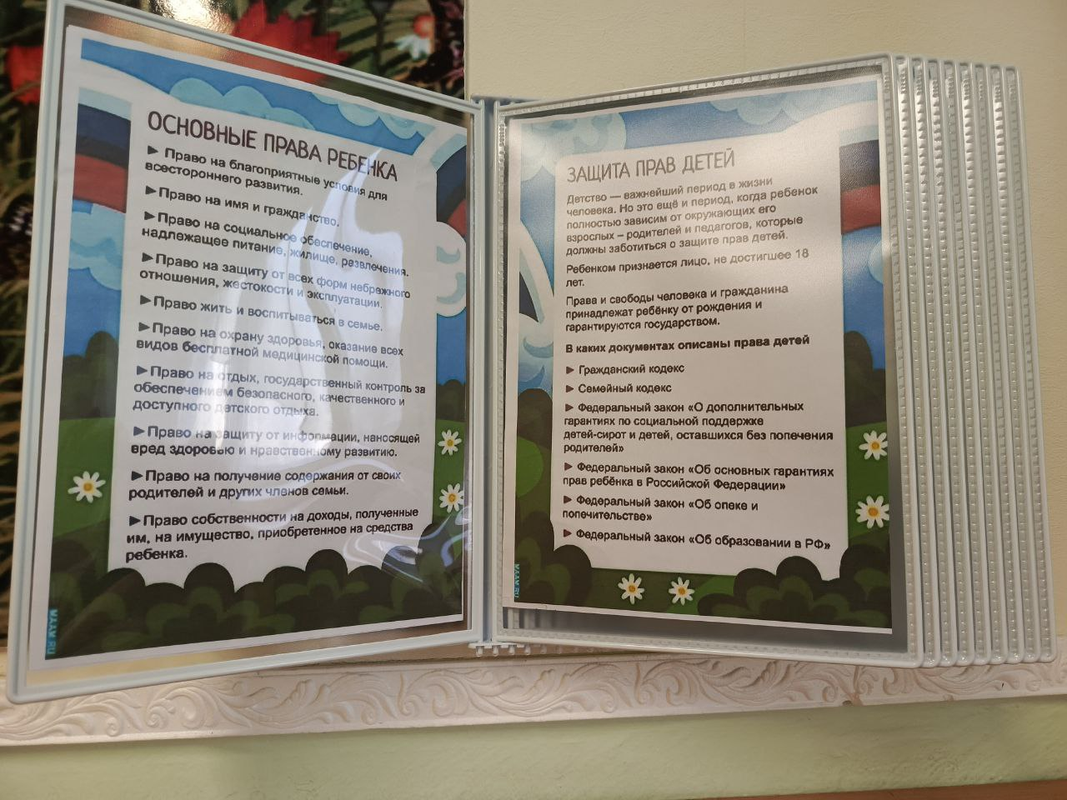 ОСНОВНЫЕ ПРАВА РЕБЕНКА
►Право на благоприятные условия для
всестороннего развития.
►Право на имя и гражданство.
►Право на социальное обеспечение,
надлежащее питание, жилище, развлечения.
►Право на защиту от всех форм небрежного
отношения, жестокости и эксплуатации.
►Право жить и воспитываться в семье.
►Право на охрану здоровья, оказание всех
видов бесплатной медицинской помощи.
►Право на отдых, государственный контроль за
обеспечением безопасного, качественного и
доступного детского отдыха.
►Право на защиту от информации, наносящей
вред здоровью и нравственному развитию.
►Право на получение содержания от своих
родителей и других членов семьи.
►Право собственности на доходы, полученные
им, на имущество, приобретенное на средства
ребенка.
ЗАЩИТА ПРАВ ДЕТЕЙ
Детство — важнейший период в жизни
человека. Но это ещё и период, когда ребенок
полностью зависим от окружающих его
взрослых – родителей и педагогов, которые
должны заботиться о защите прав детей.
Ребенком признается лицо, не достигшее 18
лет.
Права и свободы человека и гражданина
принадлежат ребёнку от рождения и
гарантируются государством.
В каких документах описаны права детей
► Гражданский кодекс
► Семейный кодекс
► Федеральный закон «О дополнительных
гарантиях по социальной поддержке
детей-сирот и детей, оставшихся без попечения
родителей»
► Федеральный закон «Об основных гарантиях
прав ребёнка в Российской Федерации»
► Федеральный закон «Об опеке и
попечительстве»
► Федеральный закон «Об образовании в РФ»